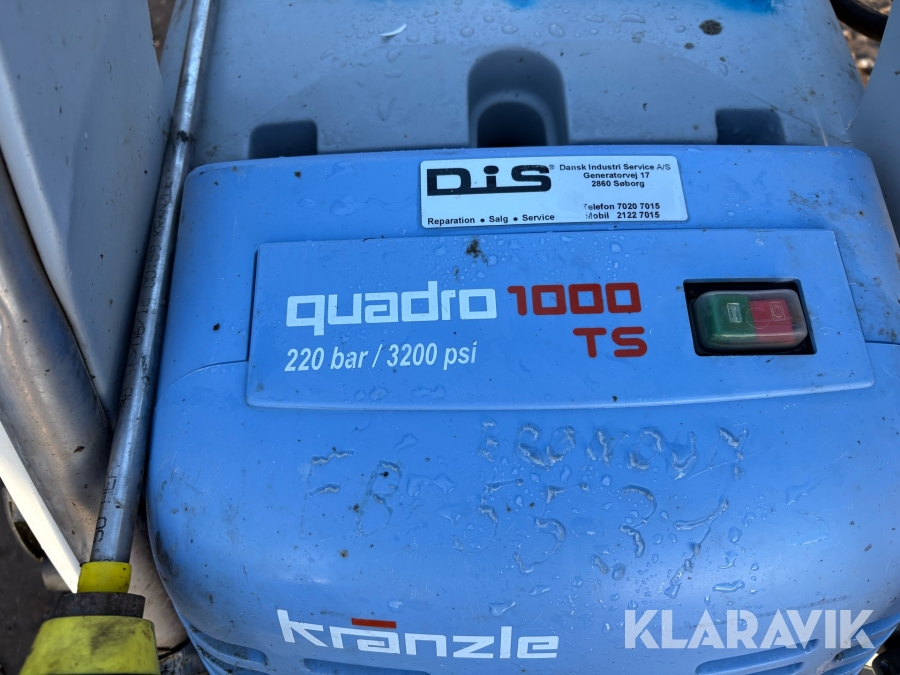 DiS® Dansk Industri Service A/S
Generatorvej 17
2860 Søborg
Telefon 7020 7015
Reparation • Salg • Service Mobil 2122 7015
quadro 1000
TS
220 bar / 3200 psi
kränzle
KLARAVIK